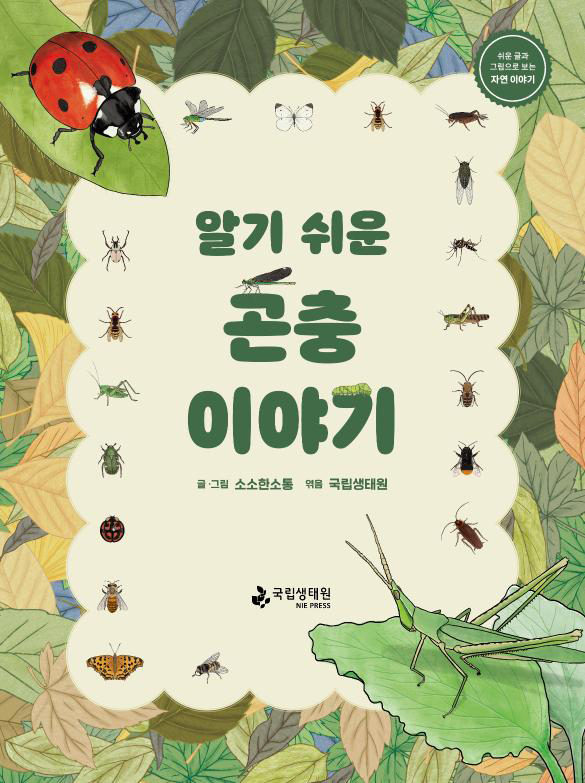 쉬운 글과
그림으로 보는
자연 이야기
알기 쉬운
곤충
이야기
글·그림 소소한소통 엮음 국립생태원
국립생태원
NIE PRESS